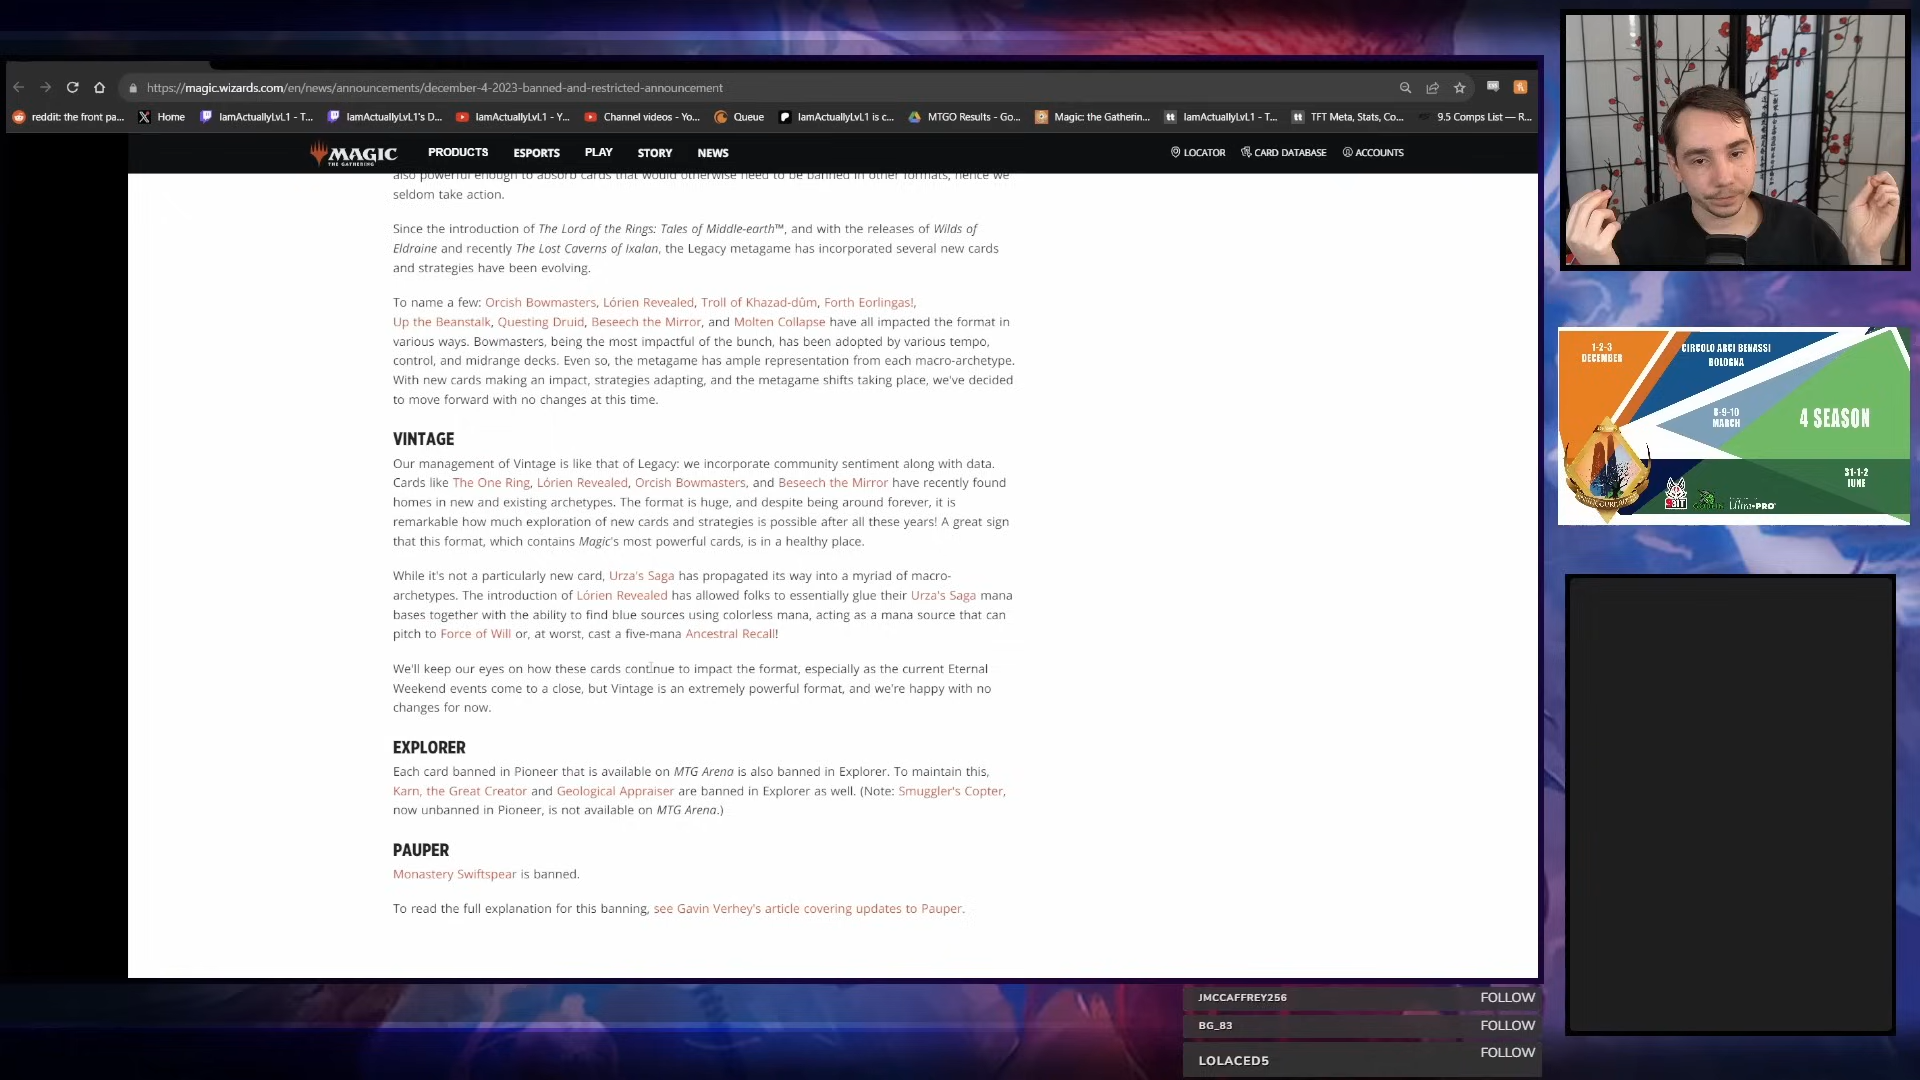 https://magic.wizards.com/en/news/announcements/december-4-2023-banned-and-restricted-announcement
reddit: the front pa... Home IamActuallyLvL1 - T... IamActuallyLvL1's D... IamActuallyLvL1 - Y... Channel videos - Yo... Queue IamActuallyLvL1 is c... MTGO Results - Go... Magic: the Gatherin... IamActuallyLvL1 - T... TFT Meta, Stats, Co... 9.5 Comps List — R...
MAGIC THE GATHERING PRODUCTS ESPORTS PLAY STORY NEWS LOCATOR CARD DATABASE ACCOUNTS
also powerful enough to absorb cards that would otherwise need to be banned in other formats, hence we
seldom take action.
Since the introduction of The Lord of the Rings: Tales of Middle-earth™, and with the releases of Wilds of
Eldraine and recently The Lost Caverns of Ixalan, the Legacy metagame has incorporated several new cards
and strategies have been evolving.
To name a few: Orcish Bowmasters, Lórien Revealed, Troll of Khazad-dûm, Forth Eorlingas!,
Up the Beanstalk, Questing Druid, Beseech the Mirror, and Molten Collapse have all impacted the format in
various ways. Bowmasters, being the most impactful of the bunch, has been adopted by various tempo,
control, and midrange decks. Even so, the metagame has ample representation from each macro-archetype.
With new cards making an impact, strategies adapting, and the metagame shifts taking place, we've decided
to move forward with no changes at this time.
VINTAGE
Our management of Vintage is like that of Legacy: we incorporate community sentiment along with data.
Cards like The One Ring, Lórien Revealed, Orcish Bowmasters, and Beseech the Mirror have recently found
homes in new and existing archetypes. The format is huge, and despite being around forever, it is
remarkable how much exploration of new cards and strategies is possible after all these years! A great sign
that this format, which contains Magic's most powerful cards, is in a healthy place.
While it's not a particularly new card, Urza's Saga has propagated its way into a myriad of macro-
archetypes. The introduction of Lórien Revealed has allowed folks to essentially glue their Urza's Saga mana
bases together with the ability to find blue sources using colorless mana, acting as a mana source that can
pitch to Force of Will or, at worst, cast a five-mana Ancestral Recall!
We'll keep our eyes on how these cards continue to impact the format, especially as the current Eternal
Weekend events come to a close, but Vintage is an extremely powerful format, and we're happy with no
changes for now.
EXPLORER
Each card banned in Pioneer that is available on MTG Arena is also banned in Explorer. To maintain this,
Karn, the Great Creator and Geological Appraiser are banned in Explorer as well. (Note: Smuggler's Copter,
now unbanned in Pioneer, is not available on MTG Arena.)
PAUPER
Monastery Swiftspear is banned.
To read the full explanation for this banning, see Gavin Verhey's article covering updates to Pauper.
1-2-3
DECEMBER
CIRCOLO ARCI BENASSI
BOLOGNA
8-9-10
MARCH
4 SEASON
31-1-2
JUNE
Ultra-PRO
JMCCAFFREY256 FOLLOW
BG_83 FOLLOW
LOLACED5 FOLLOW